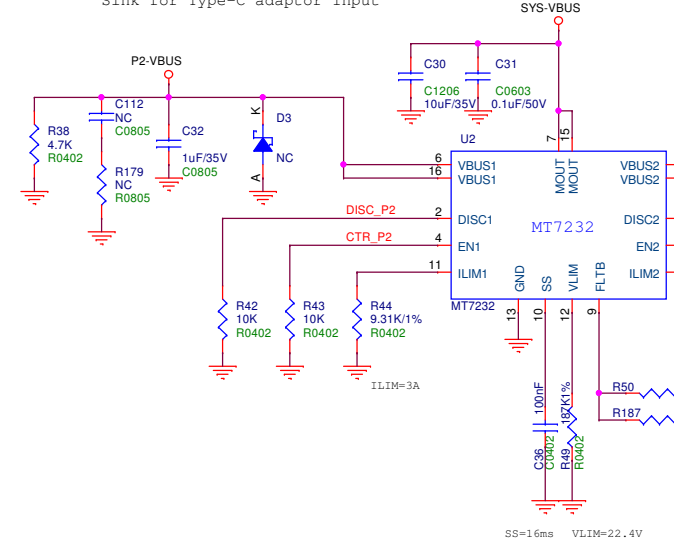 Sink for Type-C adaptor input
SYS-VBUS
P2-VBUS
C30
C1206
10uF/35V
C31
C0603
0.1uF/50V
R38
4.7K
R0402
C112
NC
C0805
R179
NC
R0805
C32
1uF/35V
C0805
K
D3
NC
A
U2
7
15
MOUT
MOUT
6
VBUS1
16
VBUS1
VBUS2
VBUS2
DISC_P2
2
DISC1
MT7232
DISC2
CTR_P2
4
EN1
EN2
11
ILIM1
ILIM2
GND
SS
VLIM
FLTB
MT7232
13
10
12
9
R42
10K
R0402
R43
10K
R0402
R44
9.31K/1%
R0402
ILIM=3A
100nF
C36
C0402
187K1%
R49
R0402
R50
R187
SS=16ms VLIM=22.4V